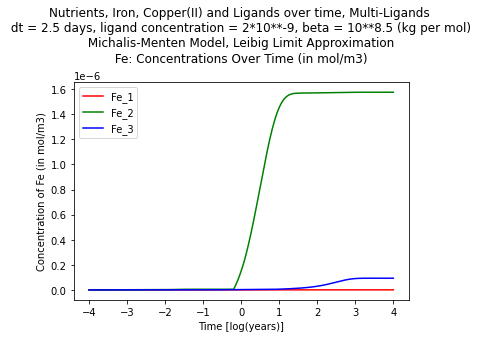 Nutrients, Iron, Copper(II) and Ligands over time, Multi-Ligands
dt = 2.5 days, ligand concentration = 2*10**-9, beta = 10**8.5 (kg per mol)
Michalis-Menten Model, Leibig Limit Approximation
Fe: Concentrations Over Time (in mol/m3)
1e−6
Fe_1
Fe_2
Fe_3
Concentration of Fe (in mol/m3)
1.6
1.4
1.2
1.0
0.8
0.6
0.4
0.2
0.0
−4 −3 −2 −1 0 1 2 3 4
Time [log(years)]